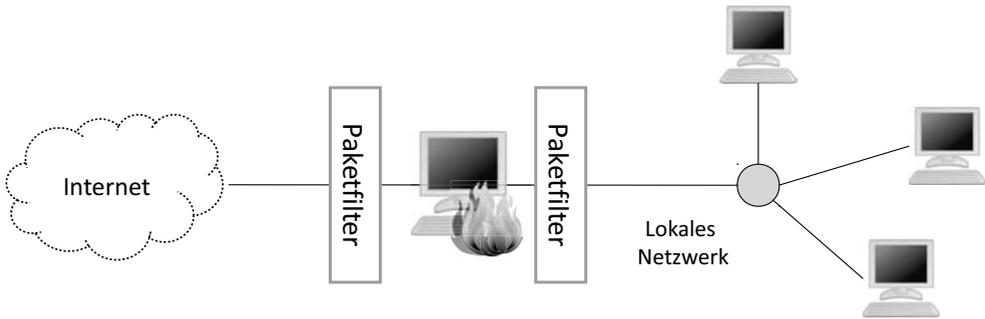 Internet
Paketfilter
Paketfilter
Lokales
Netzwerk